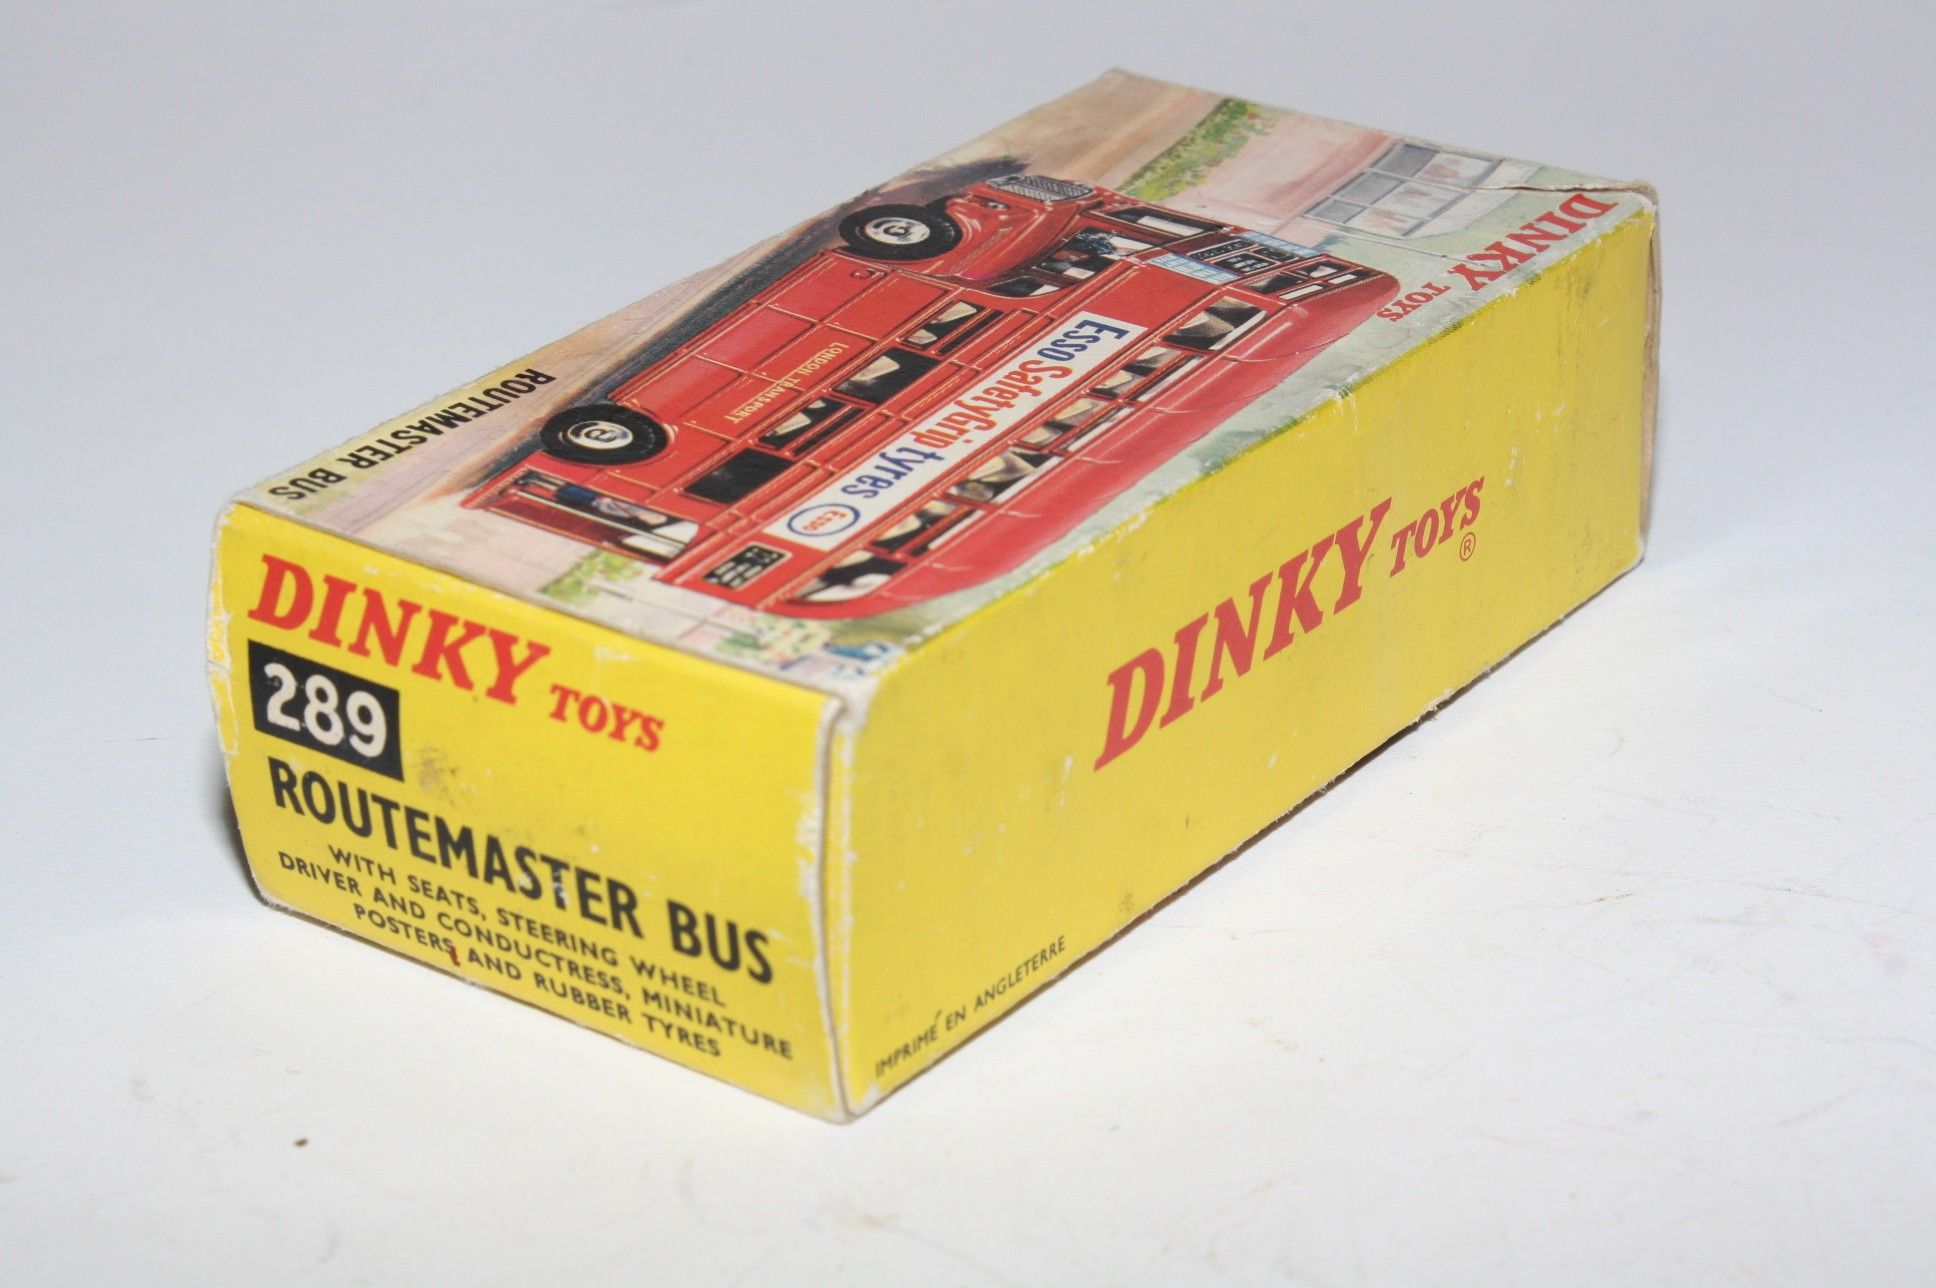 DINKY TOYS
289
ROUTEMASTER BUS
WITH SEATS, STEERING WHEEL
DRIVER AND CONDUCTRESS, MINIATURE
POSTERS AND RUBBER TYRES
DINKY TOYS®
IMPRIMÉ EN ANGLETERRE
DINKY TOYS
Esso Safety Grip tyres Esso
LONDON TRANSPORT
ROUTEMASTER BUS